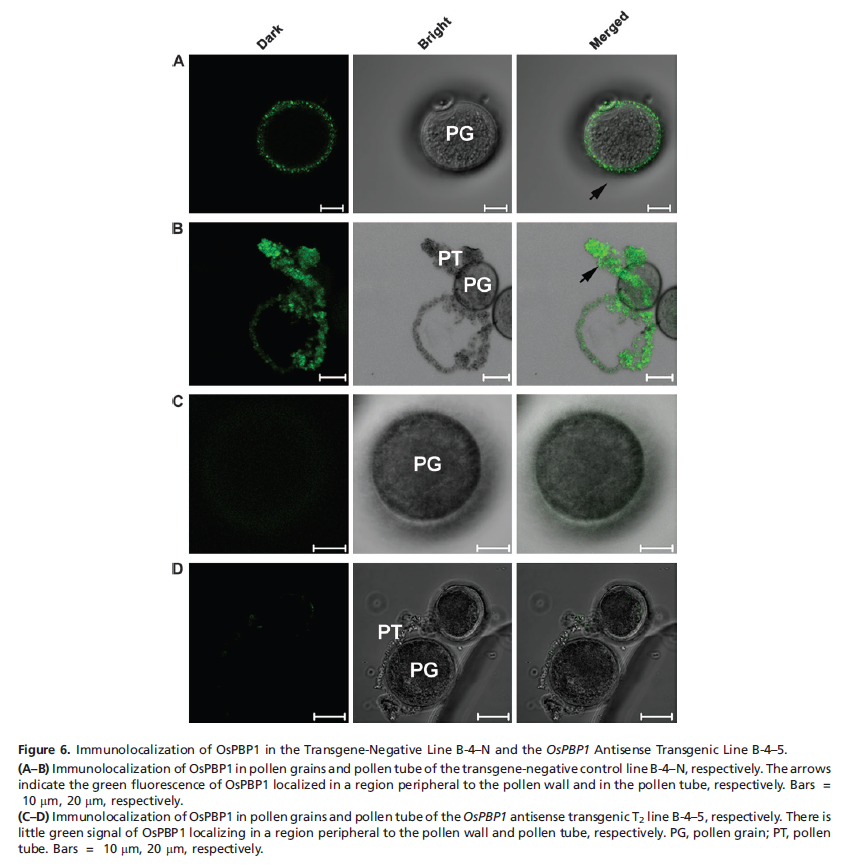 Dark Bright Merged
A
PG
B
PT
PG
C
PG
D
PT
PG
Figure 6. Immunolocalization of OsPBP1 in the Transgene-Negative Line B-4–N and the OsPBP1 Antisense Transgenic Line B-4–5.
(A–B) Immunolocalization of OsPBP1 in pollen grains and pollen tube of the transgene-negative control line B-4–N, respectively. The arrows
indicate the green fluorescence of OsPBP1 localized in a region peripheral to the pollen wall and in the pollen tube, respectively. Bars =
10 μm, 20 μm, respectively.
(C–D) Immunolocalization of OsPBP1 in pollen grains and pollen tube of the OsPBP1 antisense transgenic T2 line B-4–5, respectively. There is
little green signal of OsPBP1 localizing in a region peripheral to the pollen wall and pollen tube, respectively. PG, pollen grain; PT, pollen
tube. Bars = 10 μm, 20 μm, respectively.